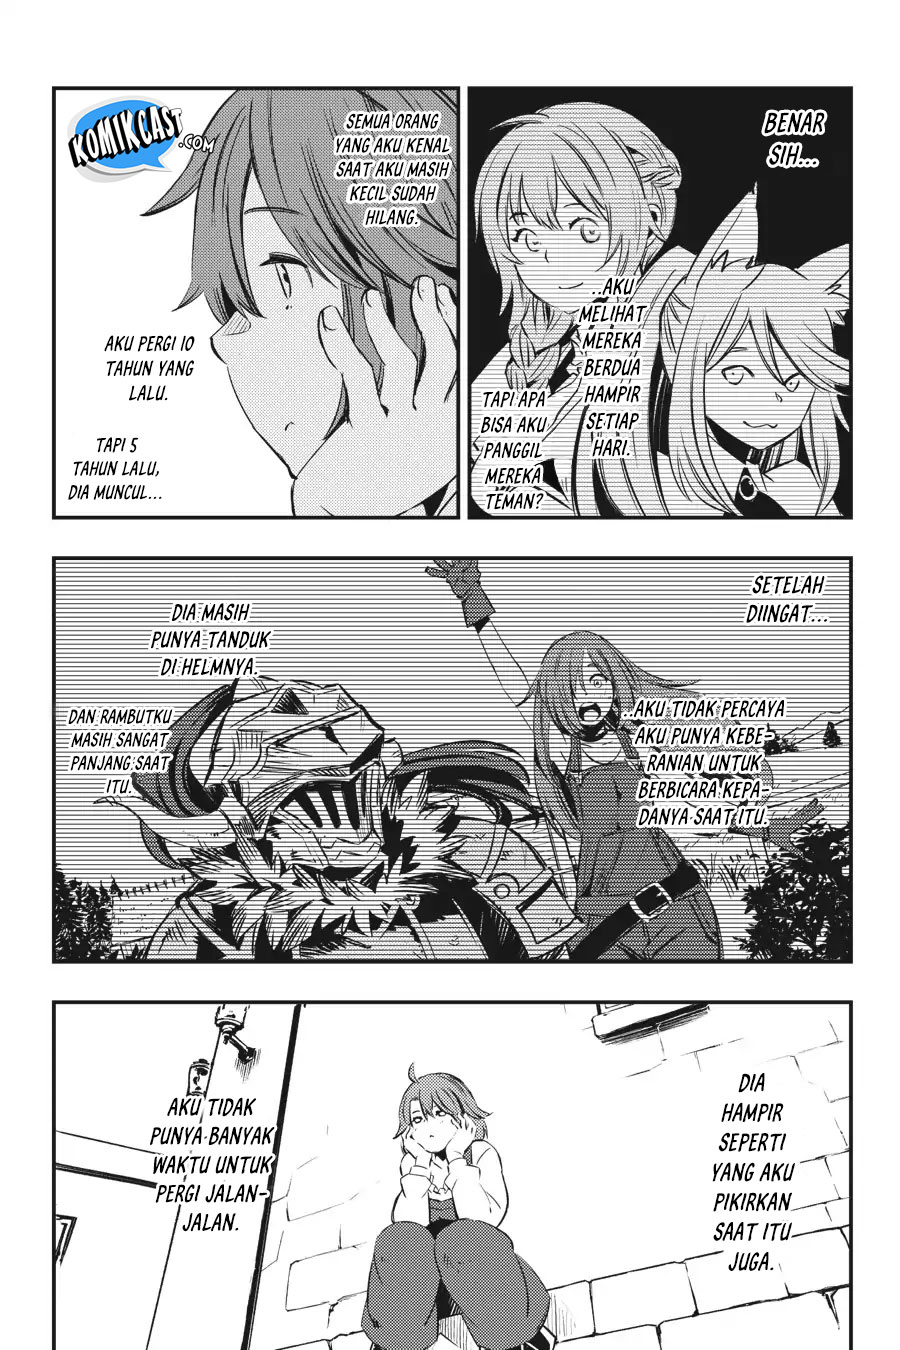 BENAR
SIH...
..AKU
MELIHAT
MEREKA
BERDUA
HAMPIR
SETIAP
HARI.
TAPI APA
BISA AKU
PANGGIL
MEREKA
TEMAN?
KOMIKCAST
.COM
SEMUA ORANG
YANG AKU KENAL
SAAT AKU MASIH
KECIL SUDAH
HILANG.
AKU PERGI 10
TAHUN YANG
LALU.
TAPI 5
TAHUN LALU,
DIA MUNCUL...
SETELAH
DIINGAT...
..AKU TIDAK PERCAYA
AKU PUNYA KEBE-
RANIAN UNTUK
BERBICARA KEPA-
DANYA SAAT ITU.
DIA MASIH
PUNYA TANDUK
DI HELMNYA.
DAN RAMBUTKU
MASIH SANGAT
PANJANG SAAT
ITU.
DIA
HAMPIR
SEPERTI
YANG AKU
PIKIRKAN
SAAT ITU
JUGA.
AKU TIDAK
PUNYA BANYAK
WAKTU UNTUK
PERGI JALAN-
JALAN.